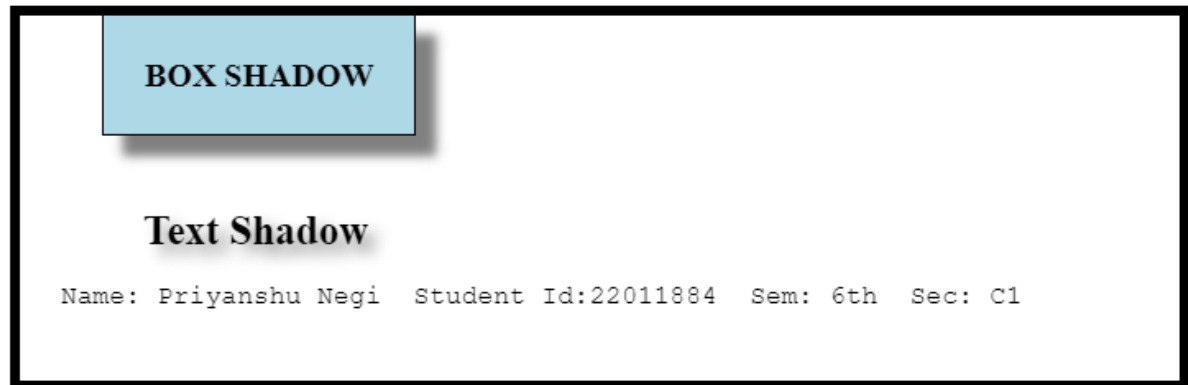 BOX SHADOW
Text Shadow
Name: Priyanshu Negi  Student Id:22011884  Sem: 6th  Sec: C1